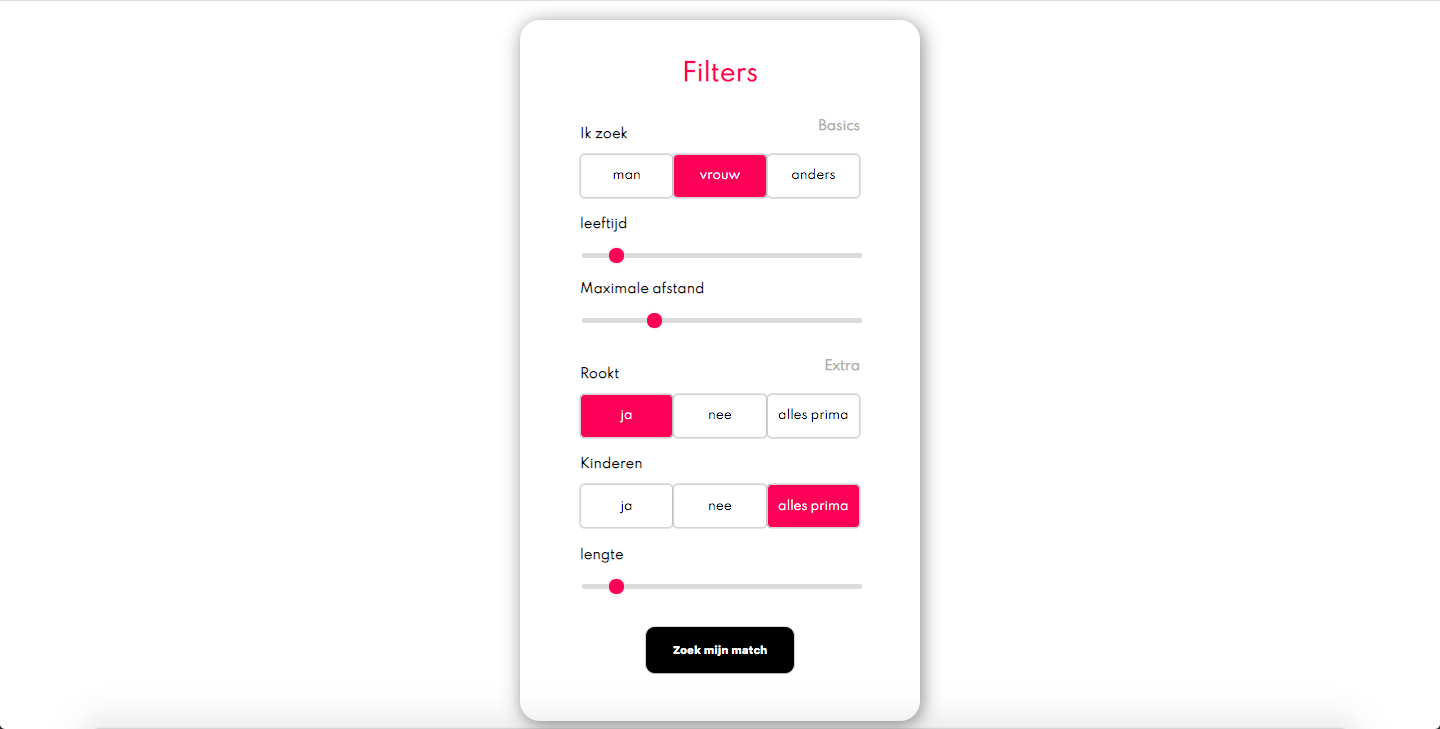 Filters
Basics
Ik zoek
man vrouw anders
leeftijd
Maximale afstand
Extra
Rookt
ja nee alles prima
Kinderen
ja nee alles prima
lengte
Zoek mijn match